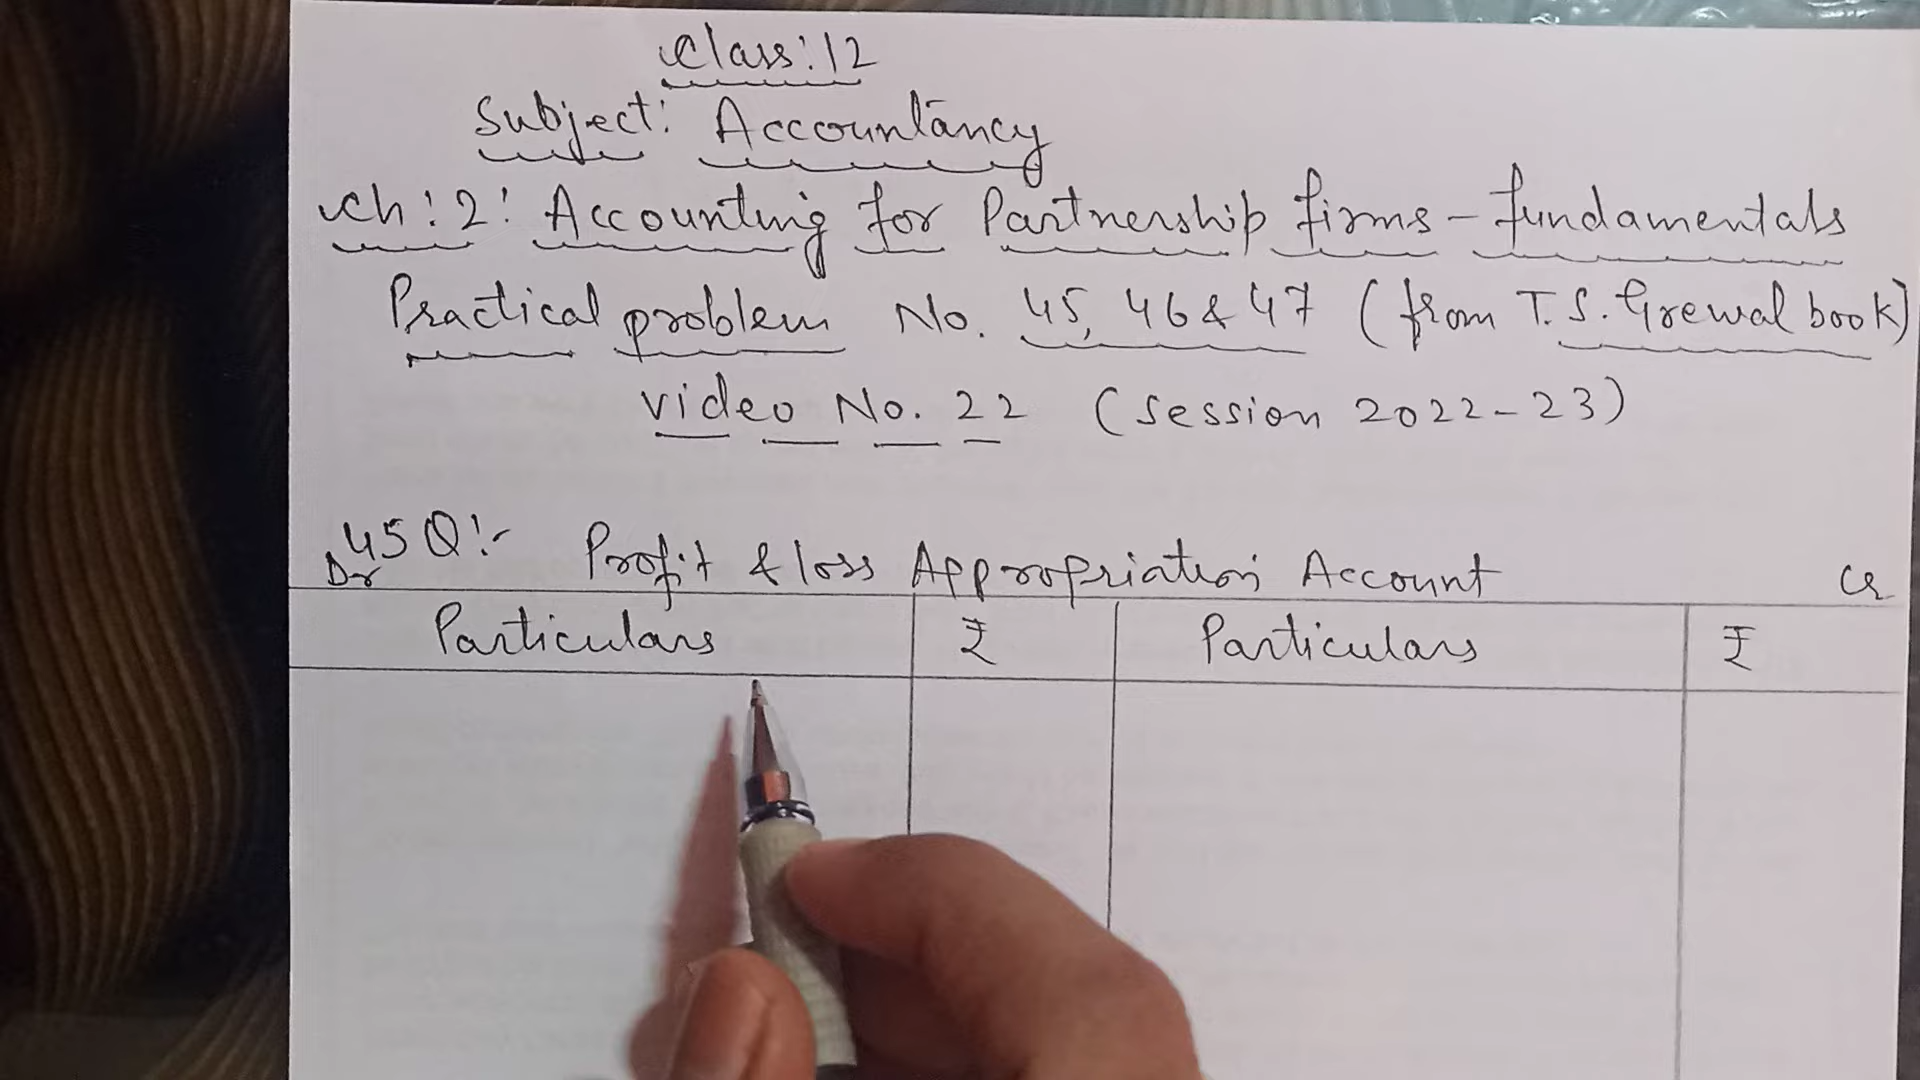 Class: 12
Subject: Accountancy
Ch: 2: Accounting for Partnership firms - fundamentals
Practical problem No. 45, 46 & 47 (from T.S. Grewal book)
video No. 22 (session 2022-23)
45 Q:- Profit & loss Appropriation Account
Dr Cr
Particulars ₹ Particulars ₹